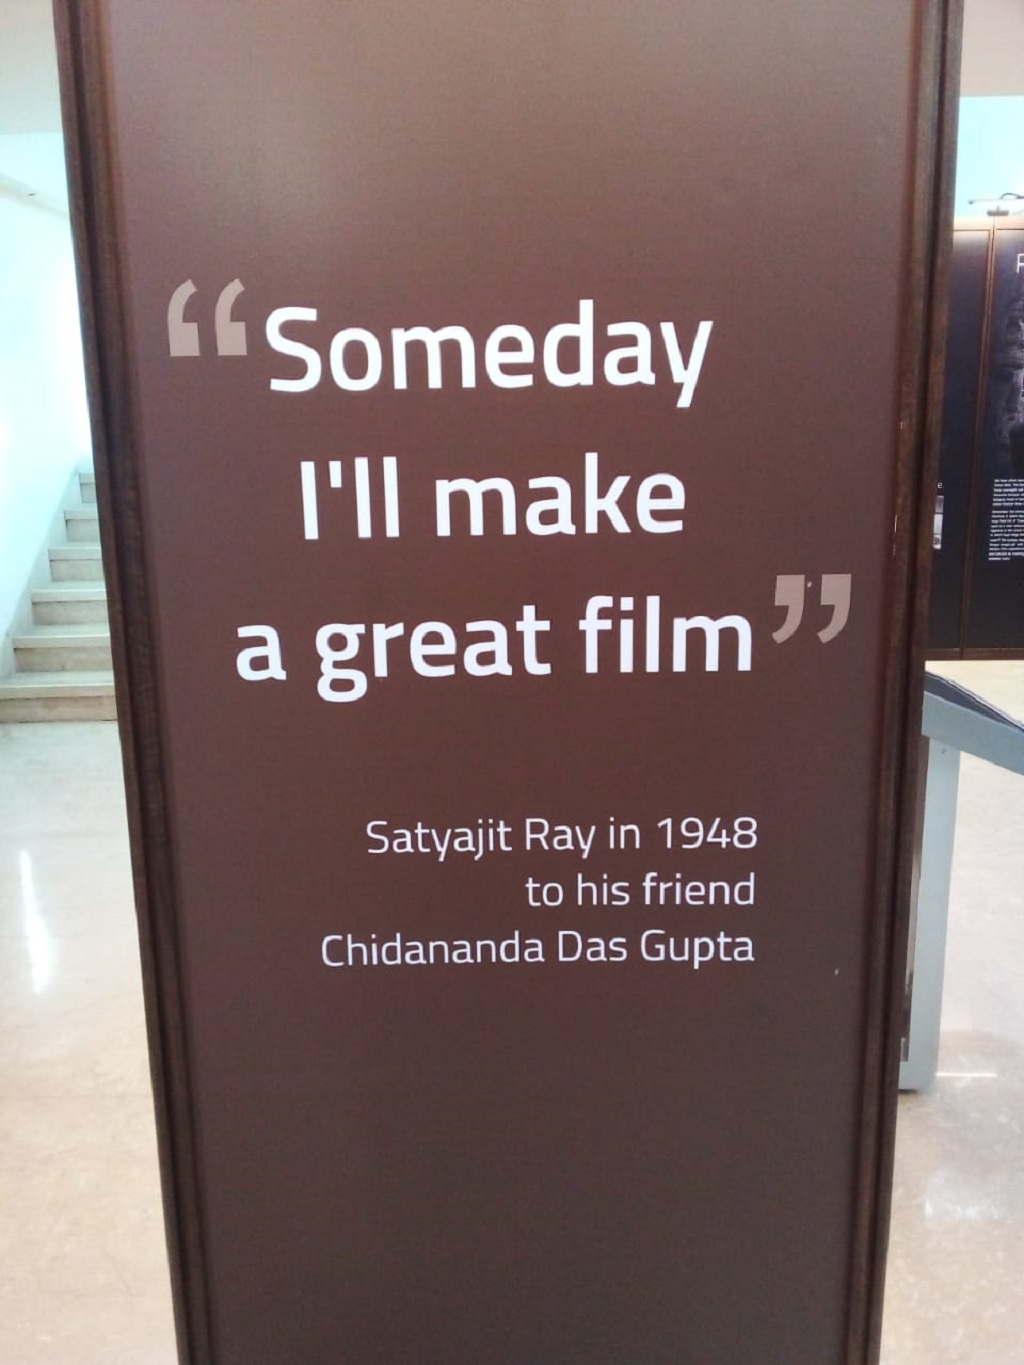 “Someday
I'll make
a great film”
Satyajit Ray in 1948
to his friend
Chidananda Das Gupta